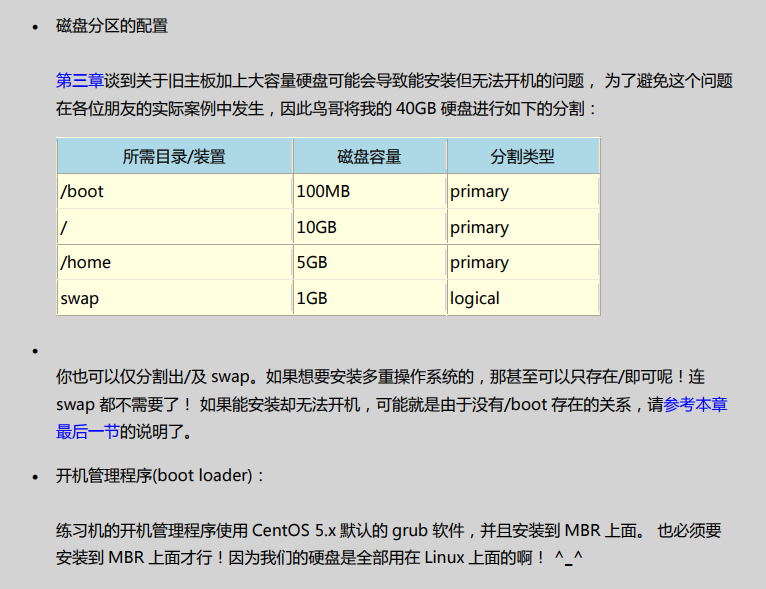 • 磁盘分区的配置
第三章谈到关于旧主板加上大容量硬盘可能会导致能安装但无法开机的问题， 为了避免这个问题
在各位朋友的实际案例中发生，因此鸟哥将我的 40GB 硬盘进行如下的分割：
所需目录/装置 磁盘容量 分割类型
/boot 100MB primary
/ 10GB primary
/home 5GB primary
swap 1GB logical
•
你也可以仅分割出/及 swap。如果想要安装多重操作系统的，那甚至可以只存在/即可呢！连
swap 都不需要了！ 如果能安装却无法开机，可能就是由于没有/boot 存在的关系，请参考本章
最后一节的说明了。
• 开机管理程序(boot loader)：
练习机的开机管理程序使用 CentOS 5.x 默认的 grub 软件，并且安装到 MBR 上面。 也必须要
安装到 MBR 上面才行！因为我们的硬盘是全部用在 Linux 上面的啊！ ^_^